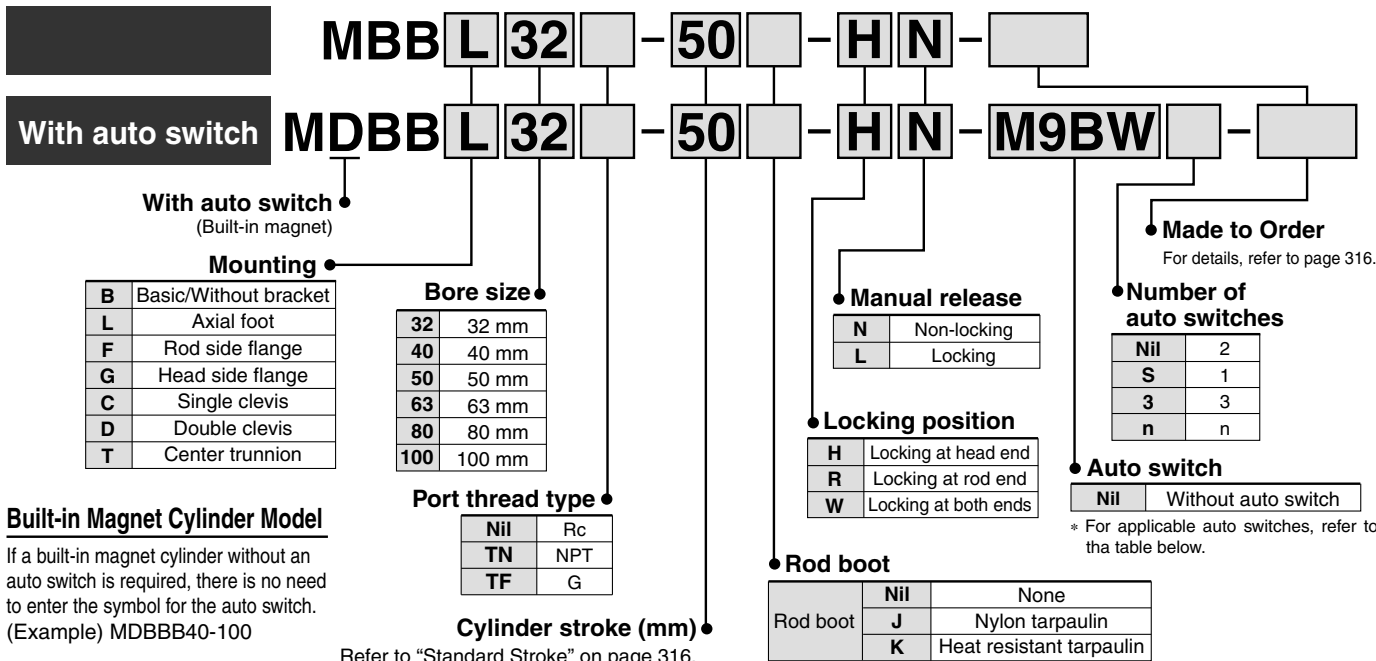 MBB L 32 - 50 - H N -
With auto switch MDBB L 32 - 50 - H N - M9BW -
With auto switch
(Built-in magnet)
Mounting
B Basic/Without bracket
L Axial foot
F Rod side flange
G Head side flange
C Single clevis
D Double clevis
T Center trunnion
Built-in Magnet Cylinder Model
If a built-in magnet cylinder without an
auto switch is required, there is no need
to enter the symbol for the auto switch.
(Example) MDBBB40-100
Bore size
32 32 mm
40 40 mm
50 50 mm
63 63 mm
80 80 mm
100 100 mm
Port thread type
Nil Rc
TN NPT
TF G
Cylinder stroke (mm)
Refer to “Standard Stroke” on page 316.
Manual release
N Non-locking
L Locking
Locking position
H Locking at head end
R Locking at rod end
W Locking at both ends
Rod boot
Rod boot
Nil None
J Nylon tarpaulin
K Heat resistant tarpaulin
Made to Order
For details, refer to page 316.
Number of
auto switches
Nil 2
S 1
3 3
n n
Auto switch
Nil Without auto switch
* For applicable auto switches, refer to
tha table below.